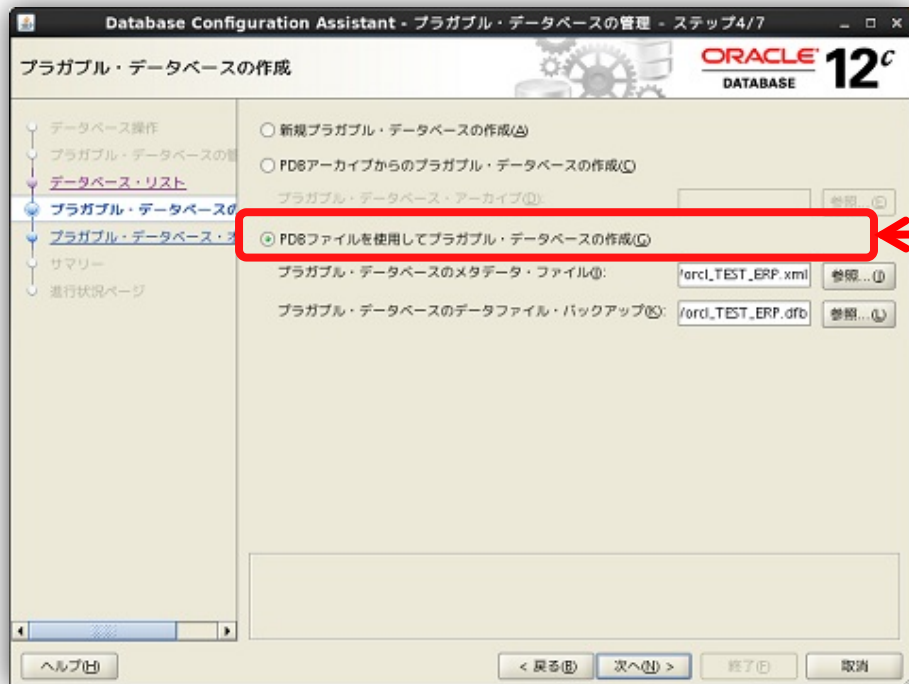 Database Configuration Assistant - プラガブル・データベースの管理 - ステップ4/7
プラガブル・データベースの作成
ORACLE
DATABASE
12c
データベース操作
プラガブル・データベースの管
データベース・リスト
プラガブル・データベースの
プラガブル・データベース・オ
サマリー
進行状況ページ
新規プラガブル・データベースの作成(A)
PDBアーカイブからのプラガブル・データベースの作成(C)
プラガブル・データベース・アーカイブ(D):
参照...(E)
PDBファイルを使用してプラガブル・データベースの作成(G)
プラガブル・データベースのメタデータ・ファイル(I):
/orcl_TEST_ERP.xml
参照...(J)
プラガブル・データベースのデータファイル・バックアップ(K):
/orcl_TEST_ERP.dfb
参照...(L)
ヘルプ(H)
< 戻る(B)
次へ(N) >
終了(F)
取消